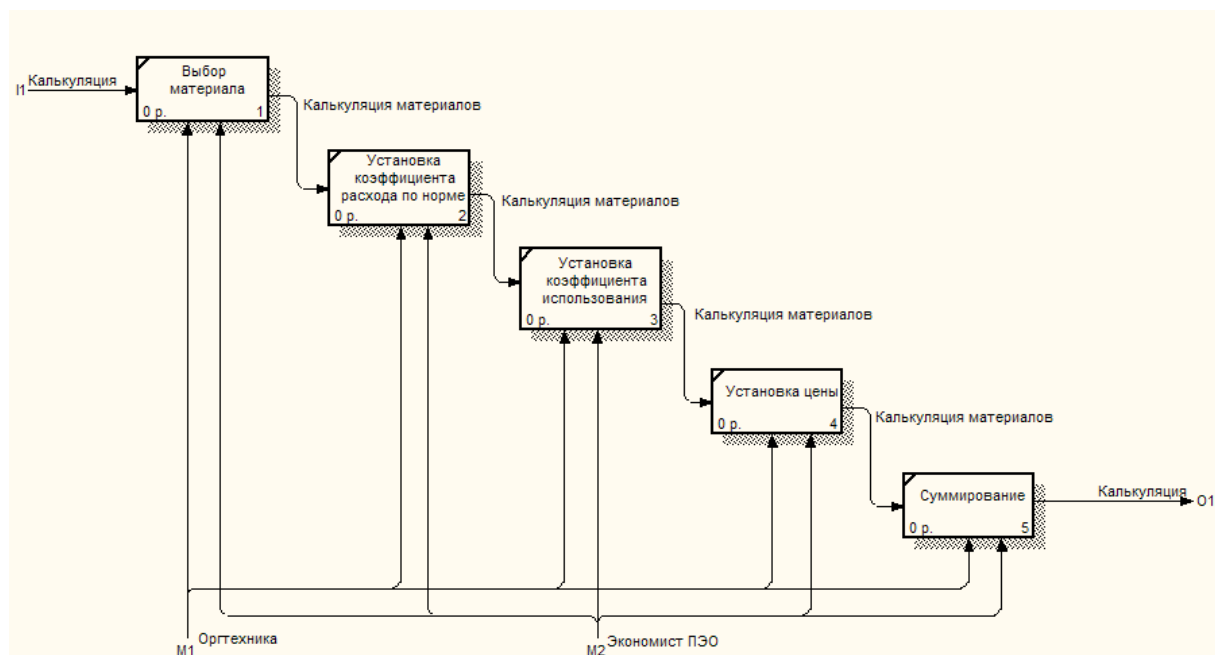 I1
Калькуляция
Выбор
материала
0 р.
1
Калькуляция материалов
Установка
коэффициента
расхода по норме
0 р.
2
Калькуляция материалов
Установка
коэффициента
использования
0 р.
3
Калькуляция материалов
Установка цены
0 р.
4
Калькуляция материалов
Суммирование
0 р.
5
Калькуляция
O1
M1
Оргтехника
M2
Экономист ПЭО